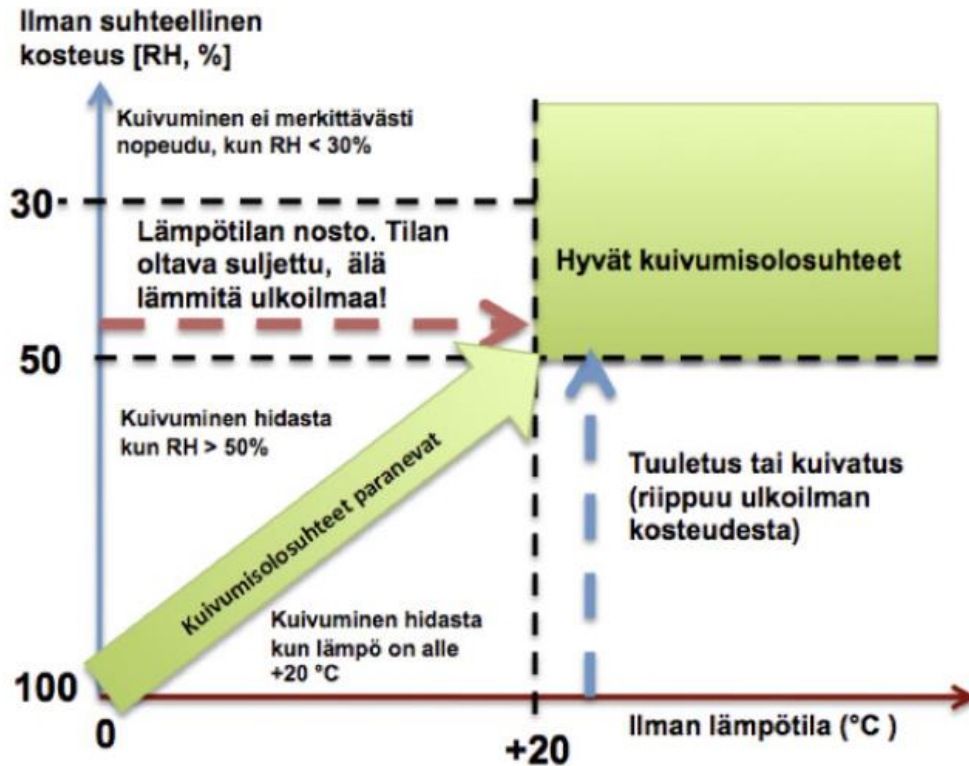 Ilman suhteellinen
kosteus [RH, %]
Kuivuminen ei merkittävästi
nopeudu, kun RH < 30%
30
Lämpötilan nosto. Tilan
oltava suljettu, älä
lämmitä ulkoilmaa!
Hyvät kuivumisolosuhteet
50
Kuivuminen hidasta
kun RH > 50%
Kuivumisolosuhteet paranevat
Tuuletus tai kuivatus
(riippuu ulkoilman
kosteudesta)
Kuivuminen hidasta
kun lämpö on alle
+20 °C
100
0
+20
Ilman lämpötila (°C )